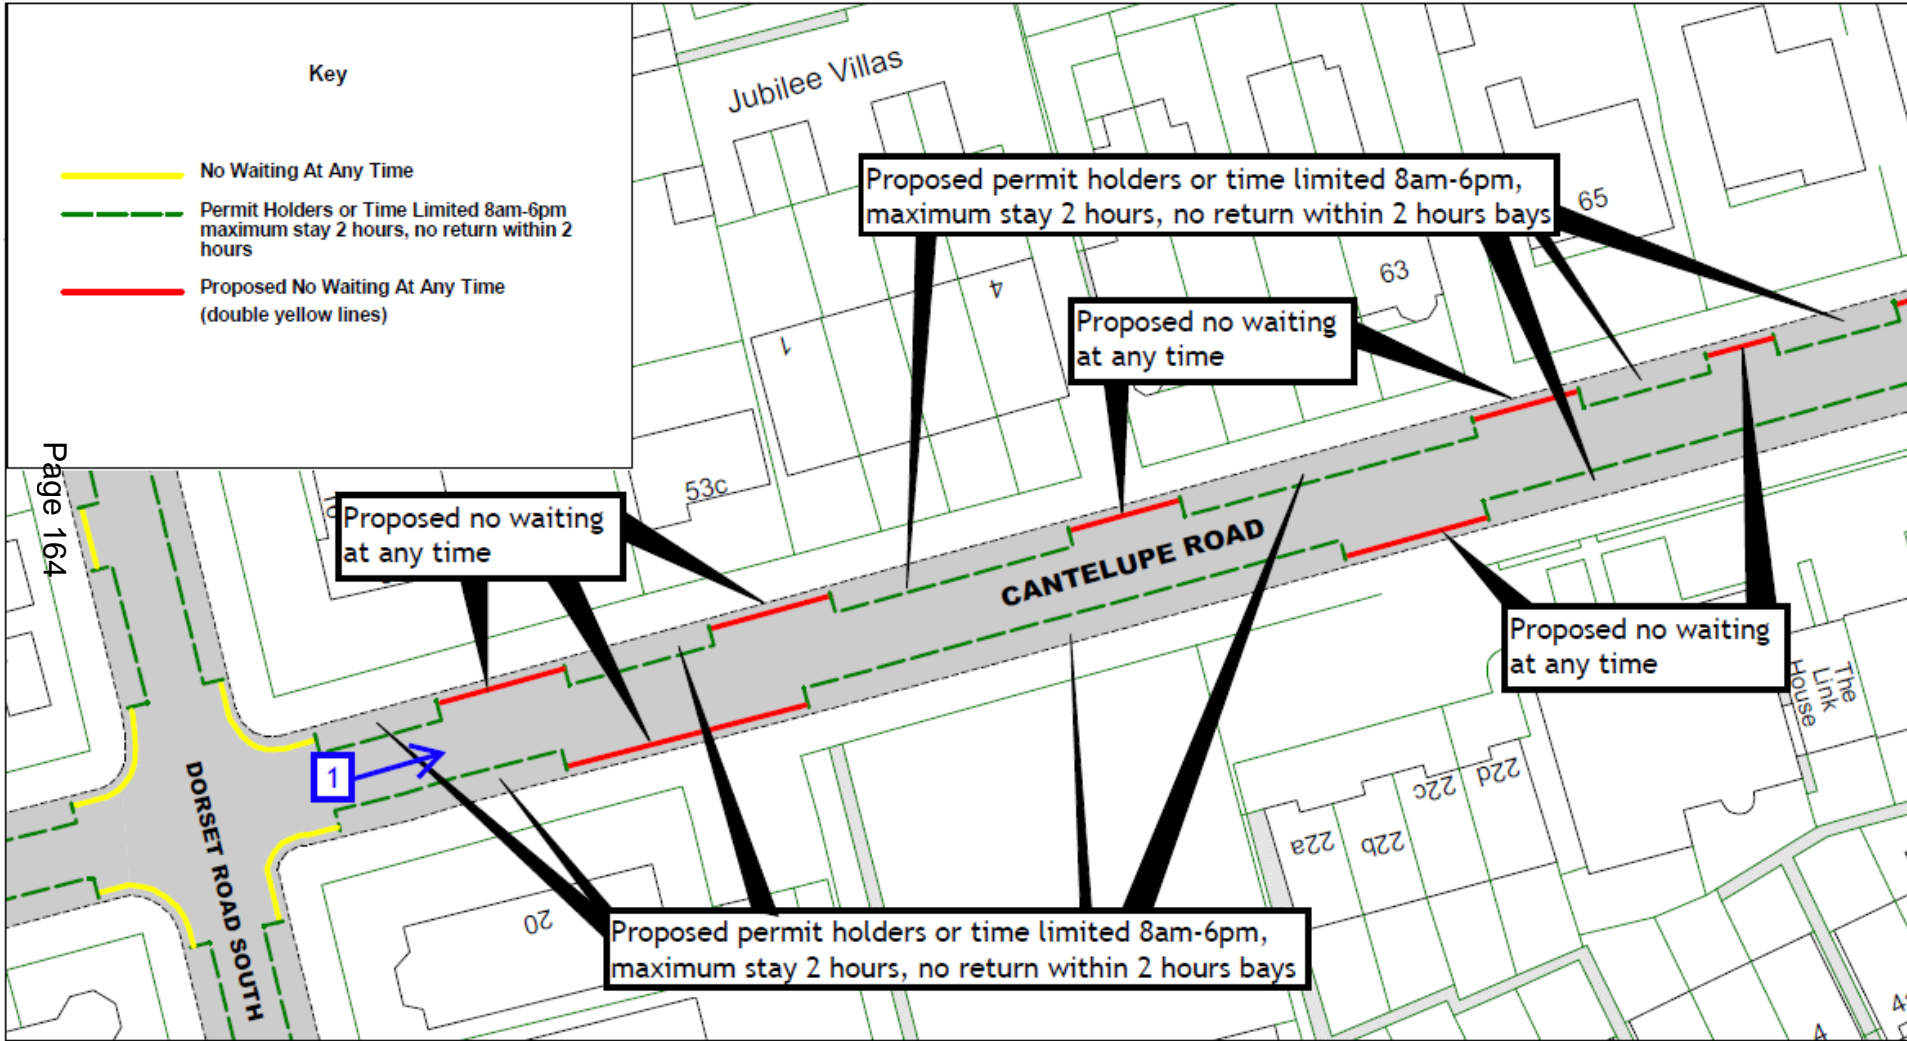 Key
No Waiting At Any Time
Permit Holders or Time Limited 8am-6pm
maximum stay 2 hours, no return within 2
hours
Proposed No Waiting At Any Time
(double yellow lines)
Page 164
Jubilee Villas
Proposed permit holders or time limited 8am-6pm,
maximum stay 2 hours, no return within 2 hours bays
65
63
4
1
Proposed no waiting
at any time
53c
Proposed no waiting
at any time
CANTELUPE ROAD
Proposed no waiting
at any time
The
Link
House
1
DORSET ROAD SOUTH
22d
22c
22b
22a
20
Proposed permit holders or time limited 8am-6pm,
maximum stay 2 hours, no return within 2 hours bays
4